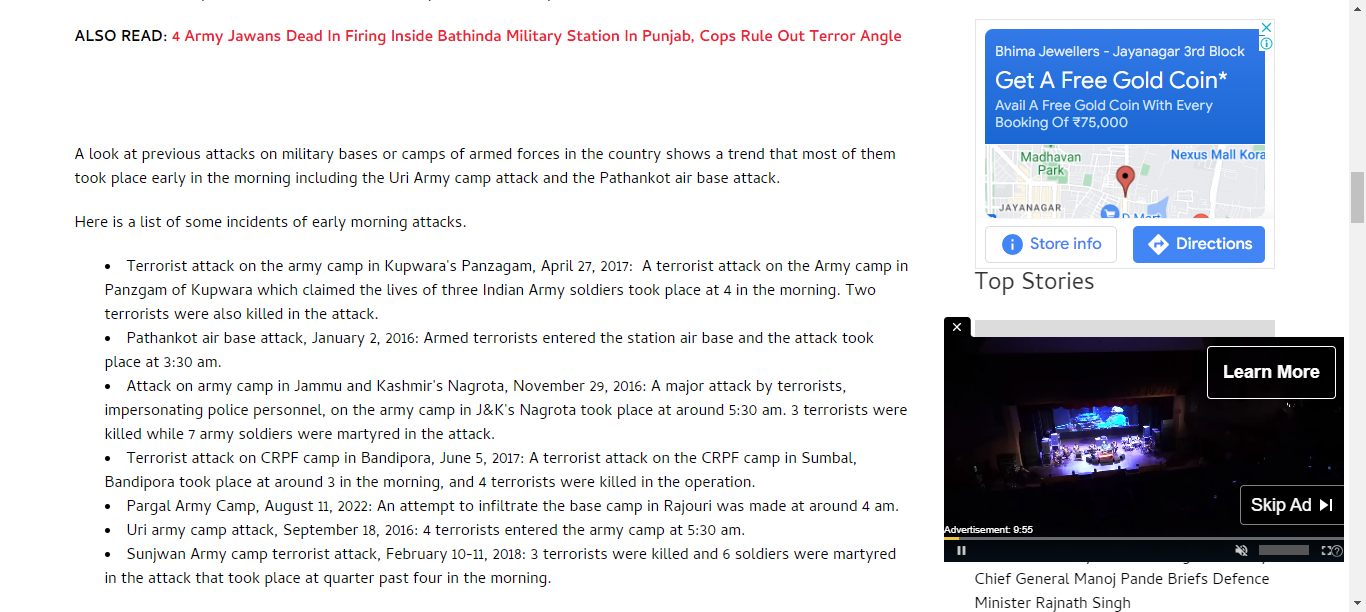 ALSO READ: 4 Army Jawans Dead In Firing Inside Bathinda Military Station In Punjab, Cops Rule Out Terror Angle
A look at previous attacks on military bases or camps of armed forces in the country shows a trend that most of them
took place early in the morning including the Uri Army camp attack and the Pathankot air base attack.
Here is a list of some incidents of early morning attacks.
• Terrorist attack on the army camp in Kupwara's Panzagam, April 27, 2017: A terrorist attack on the Army camp in
Panzgam of Kupwara which claimed the lives of three Indian Army soldiers took place at 4 in the morning. Two
terrorists were also killed in the attack.
• Pathankot air base attack, January 2, 2016: Armed terrorists entered the station air base and the attack took
place at 3:30 am.
• Attack on army camp in Jammu and Kashmir's Nagrota, November 29, 2016: A major attack by terrorists,
impersonating police personnel, on the army camp in J&K's Nagrota took place at around 5:30 am. 3 terrorists were
killed while 7 army soldiers were martyred in the attack.
• Terrorist attack on CRPF camp in Bandipora, June 5, 2017: A terrorist attack on the CRPF camp in Sumbal,
Bandipora took place at around 3 in the morning, and 4 terrorists were killed in the operation.
• Pargal Army Camp, August 11, 2022: An attempt to infiltrate the base camp in Rajouri was made at around 4 am.
• Uri army camp attack, September 18, 2016: 4 terrorists entered the army camp at 5:30 am.
• Sunjwan Army camp terrorist attack, February 10-11, 2018: 3 terrorists were killed and 6 soldiers were martyred
in the attack that took place at quarter past four in the morning.
Bhima Jewellers - Jayanagar 3rd Block
Get A Free Gold Coin*
Avail A Free Gold Coin With Every
Booking Of ₹75,000
Madhavan
Park
Nexus Mall Kora
JAYANAGAR
D Mart
Store info
Directions
Top Stories
Learn More
Skip Ad
Advertisement: 9:55
Chief General Manoj Pande Briefs Defence
Minister Rajnath Singh